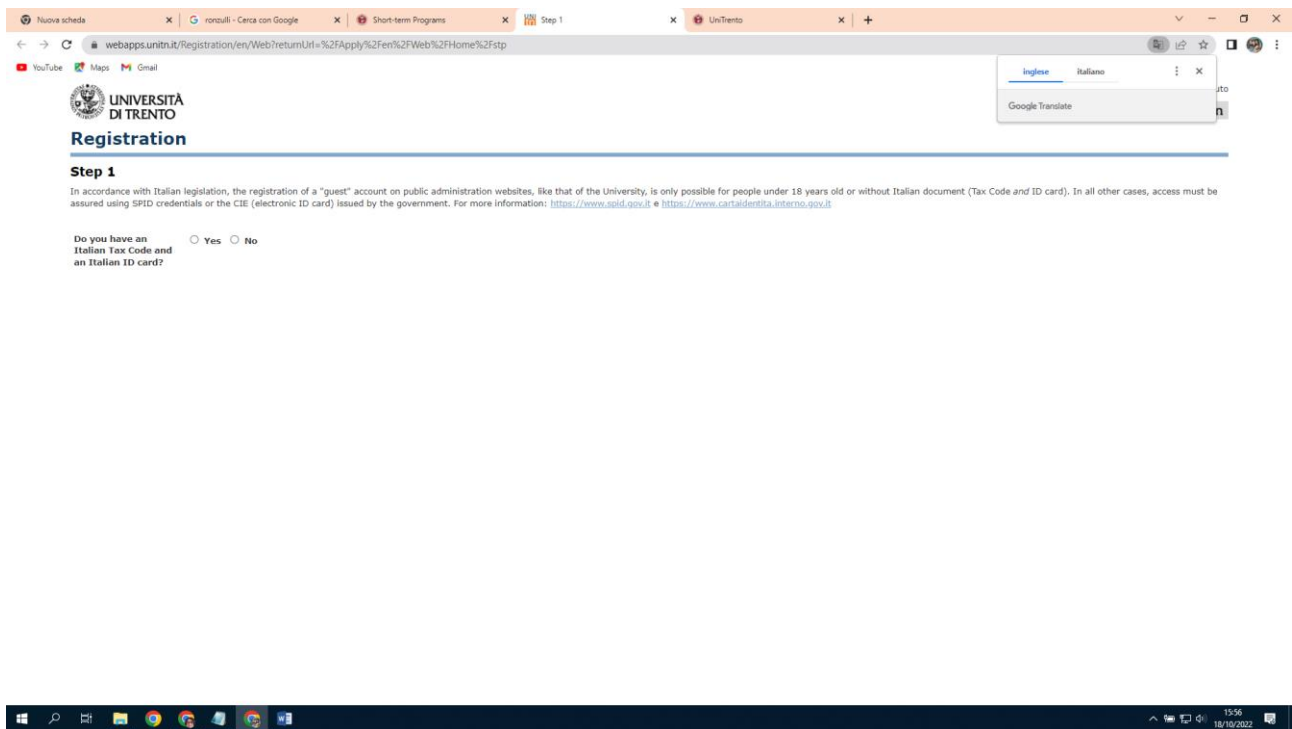 Nuova scheda
ronzulli - Cerca con Google
Short-term Programs
Step 1
UniTrento
webapps.unitn.it/Registration/en/Web?returnUrl=%2FApply%2Fen%2FWeb%2FHome%2Fstp
YouTube Maps Gmail
inglese italiano
Google Translate
UNIVERSITÀ
DI TRENTO
Registration
Step 1
In accordance with Italian legislation, the registration of a "guest" account on public administration websites, like that of the University, is only possible for people under 18 years old or without Italian document (Tax Code and ID card). In all other cases, access must be
assured using SPID credentials or the CIE (electronic ID card) issued by the government. For more information: https://www.spid.gov.it e https://www.cartaidentita.interno.gov.it
Do you have an Yes No
Italian Tax Code and
an Italian ID card?
15:56
18/10/2022